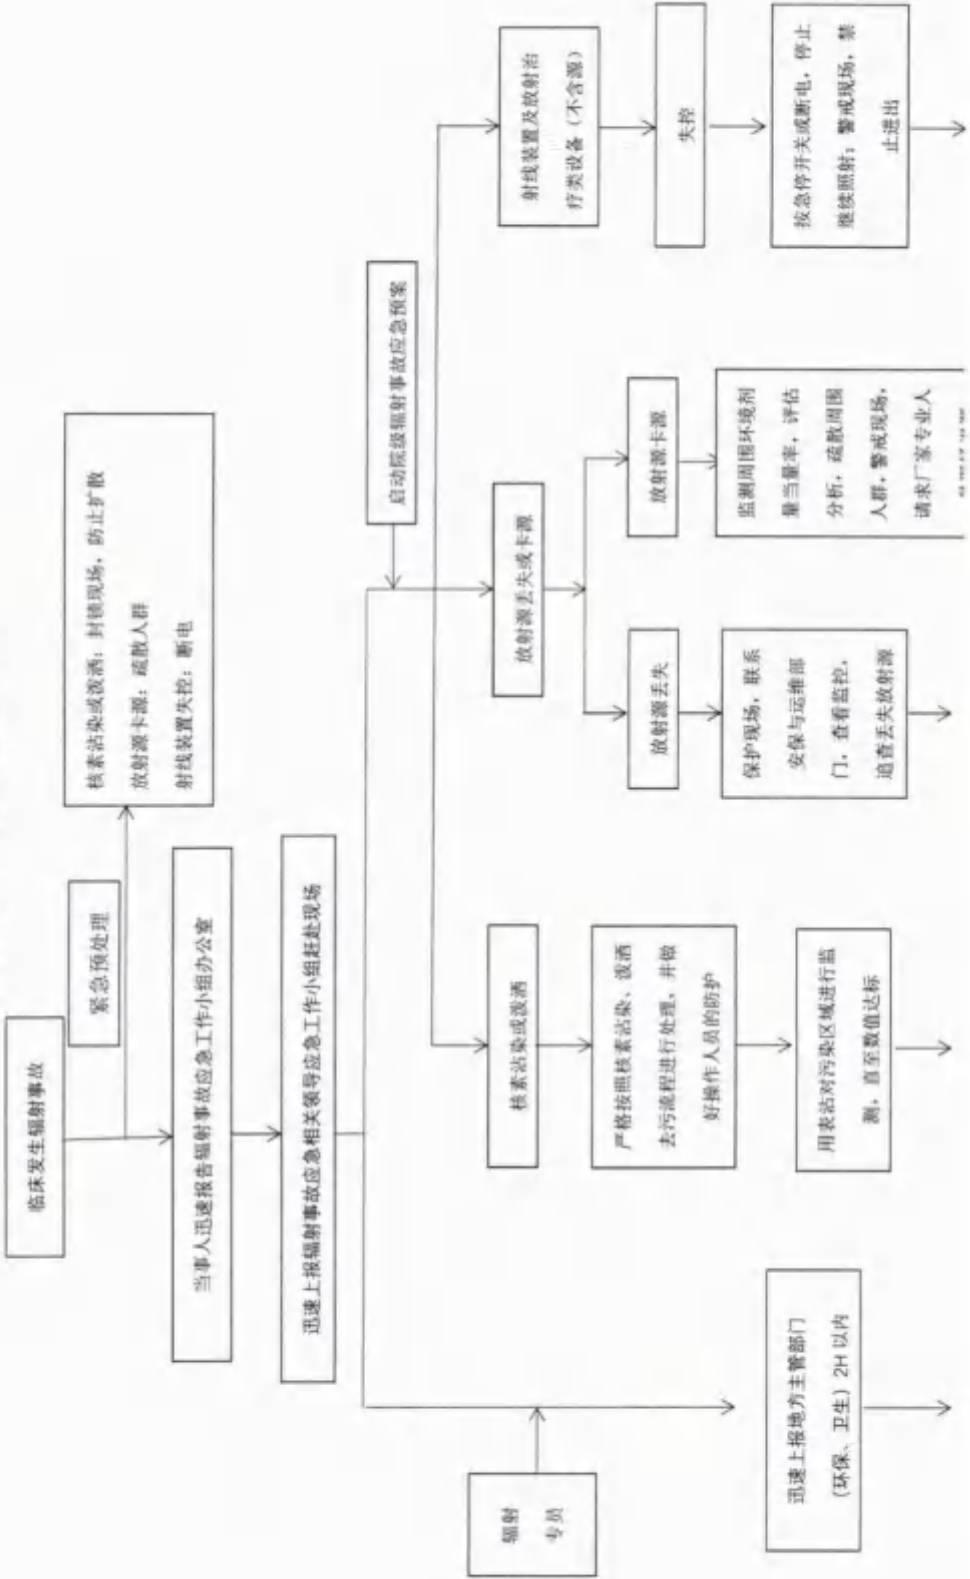 临床发生辐射事故
紧急预处理
核素沾染或泼洒：封锁现场，防止扩散
放射源卡源：疏散人群
射线装置失控：断电
当事人迅速报告辐射事故应急工作小组办公室
迅速上报辐射事故应急相关领导应急工作小组赶赴现场
启动院级辐射事故应急预案
辐射
专员
迅速上报地方主管部门
（环保、卫生）2H 以内
核素沾染或泼洒
严格按照核素沾染、泼洒
去污流程进行处理，并做
好操作人员的防护
用表沾对污染区域进行监
测，直至数值达标
放射源丢失或卡源
放射源丢失
保护现场，联系
安保与运维部
门，查看监控，
追查丢失放射源
放射源卡源
监测周围环境剂
量当量率，评估
分析，疏散周围
人群，警戒现场，
请求厂家专业人
射线装置及放射治
疗类设备（不含源）
失控
按急停开关或断电，停止
继续照射；警戒现场，禁
止进出